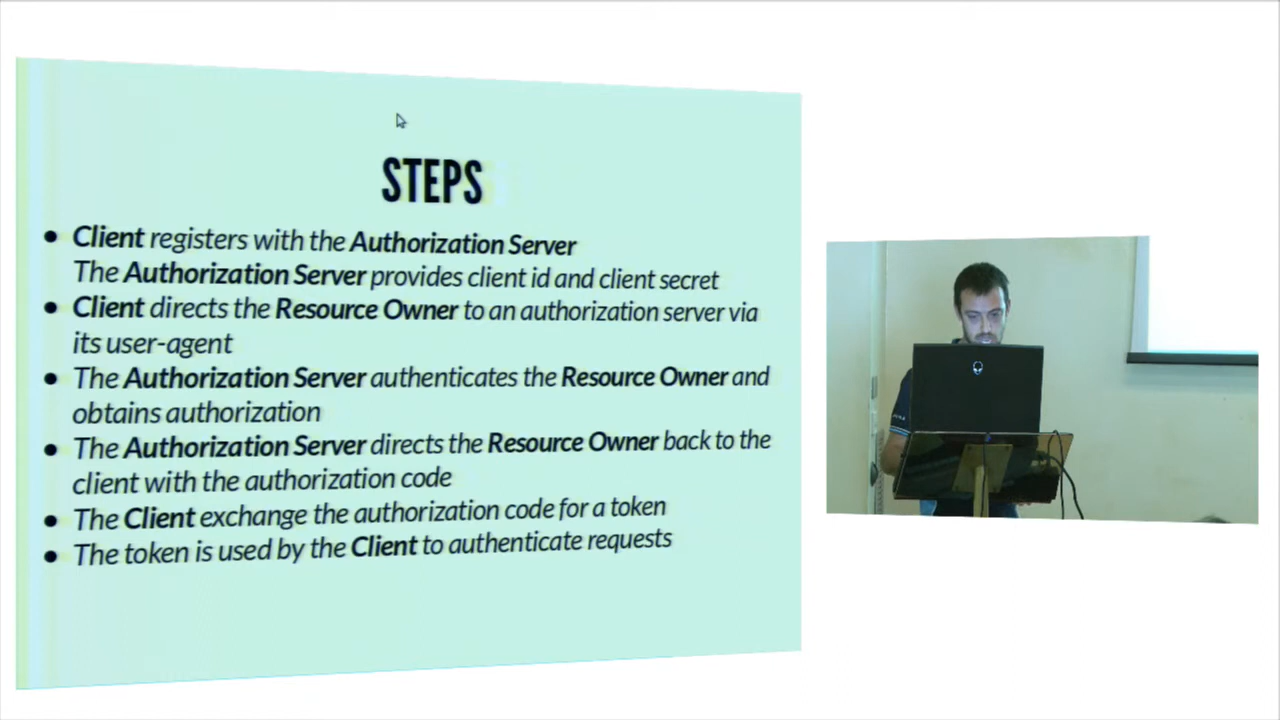 STEPS
• Client registers with the Authorization Server
The Authorization Server provides client id and client secret
• Client directs the Resource Owner to an authorization server via
its user-agent
• The Authorization Server authenticates the Resource Owner and
obtains authorization
• The Authorization Server directs the Resource Owner back to the
client with the authorization code
• The Client exchange the authorization code for a token
• The token is used by the Client to authenticate requests